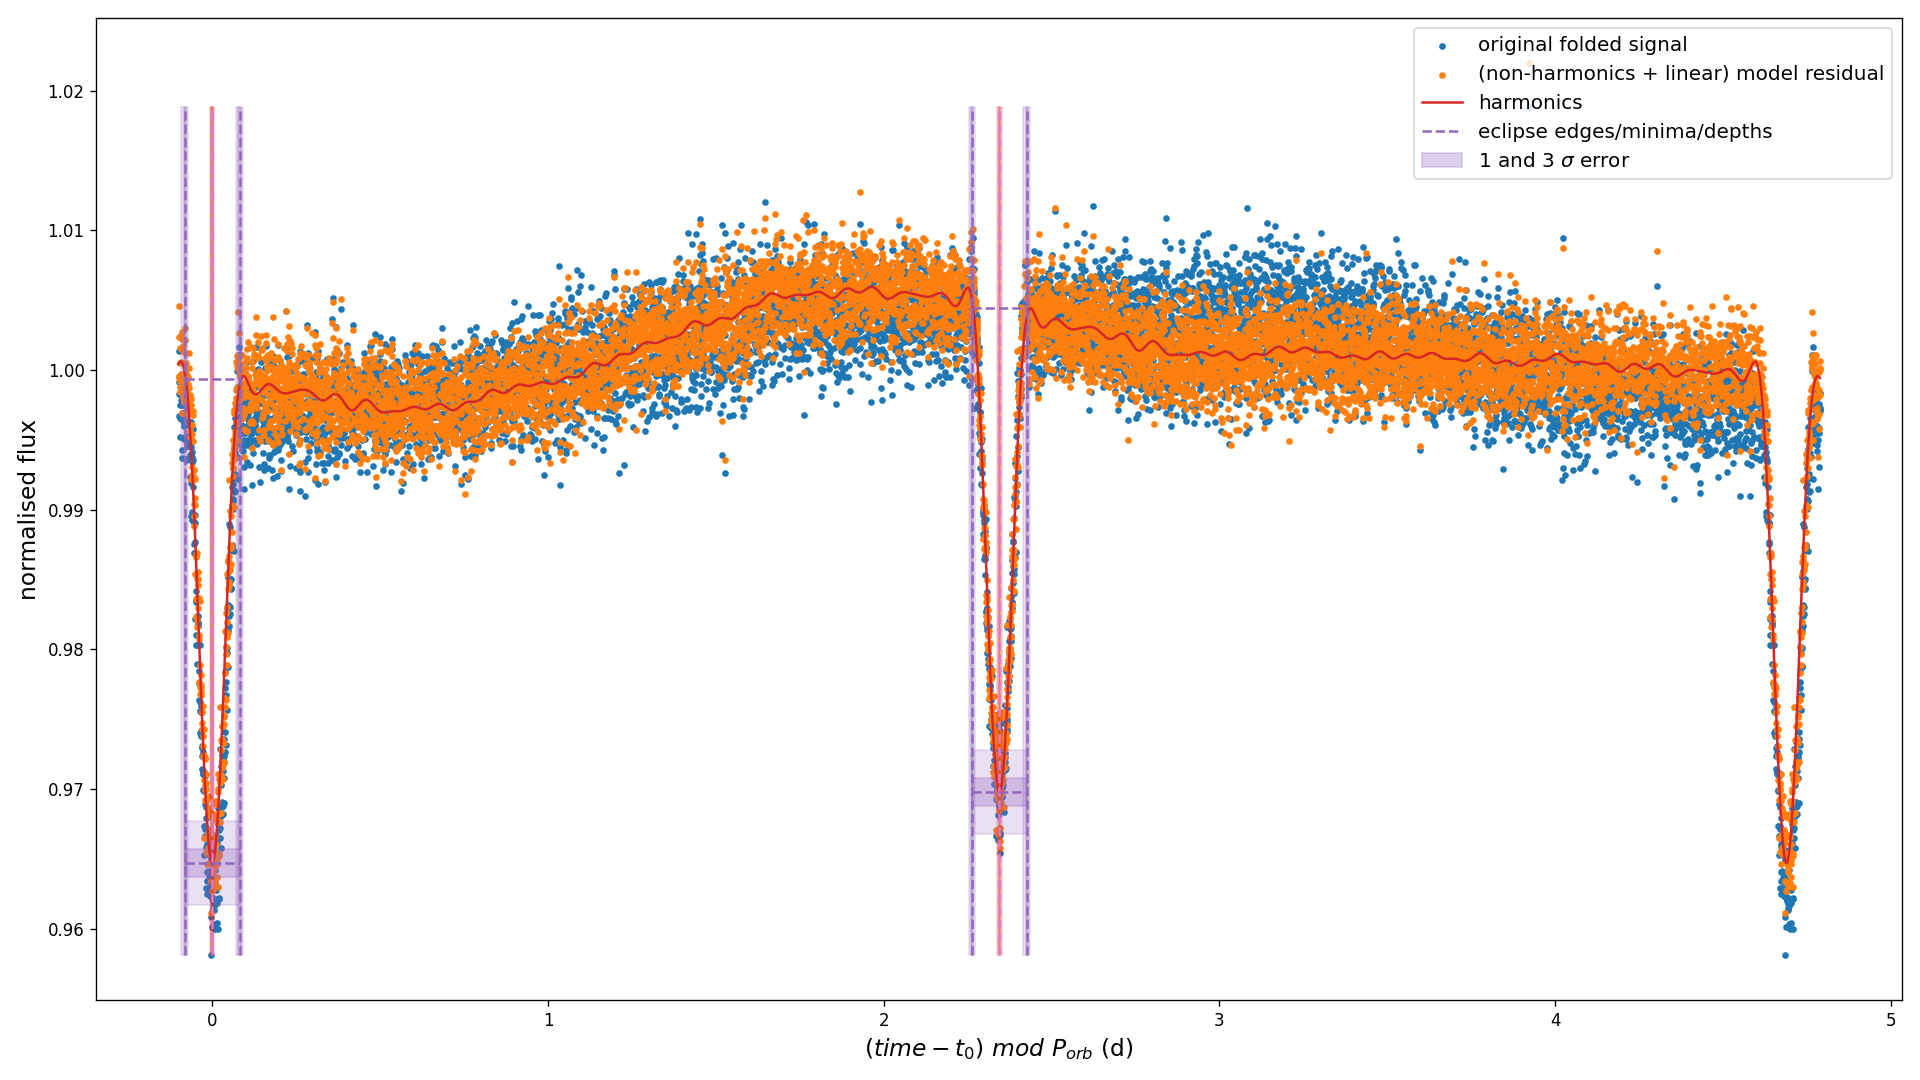 original folded signal
(non-harmonics + linear) model residual
harmonics
eclipse edges/minima/depths
1 and 3 σ error
normalised flux
1.02
1.01
1.00
0.99
0.98
0.97
0.96
0 1 2 3 4 5
(time − t₀) mod Pₒᵣᵦ (d)